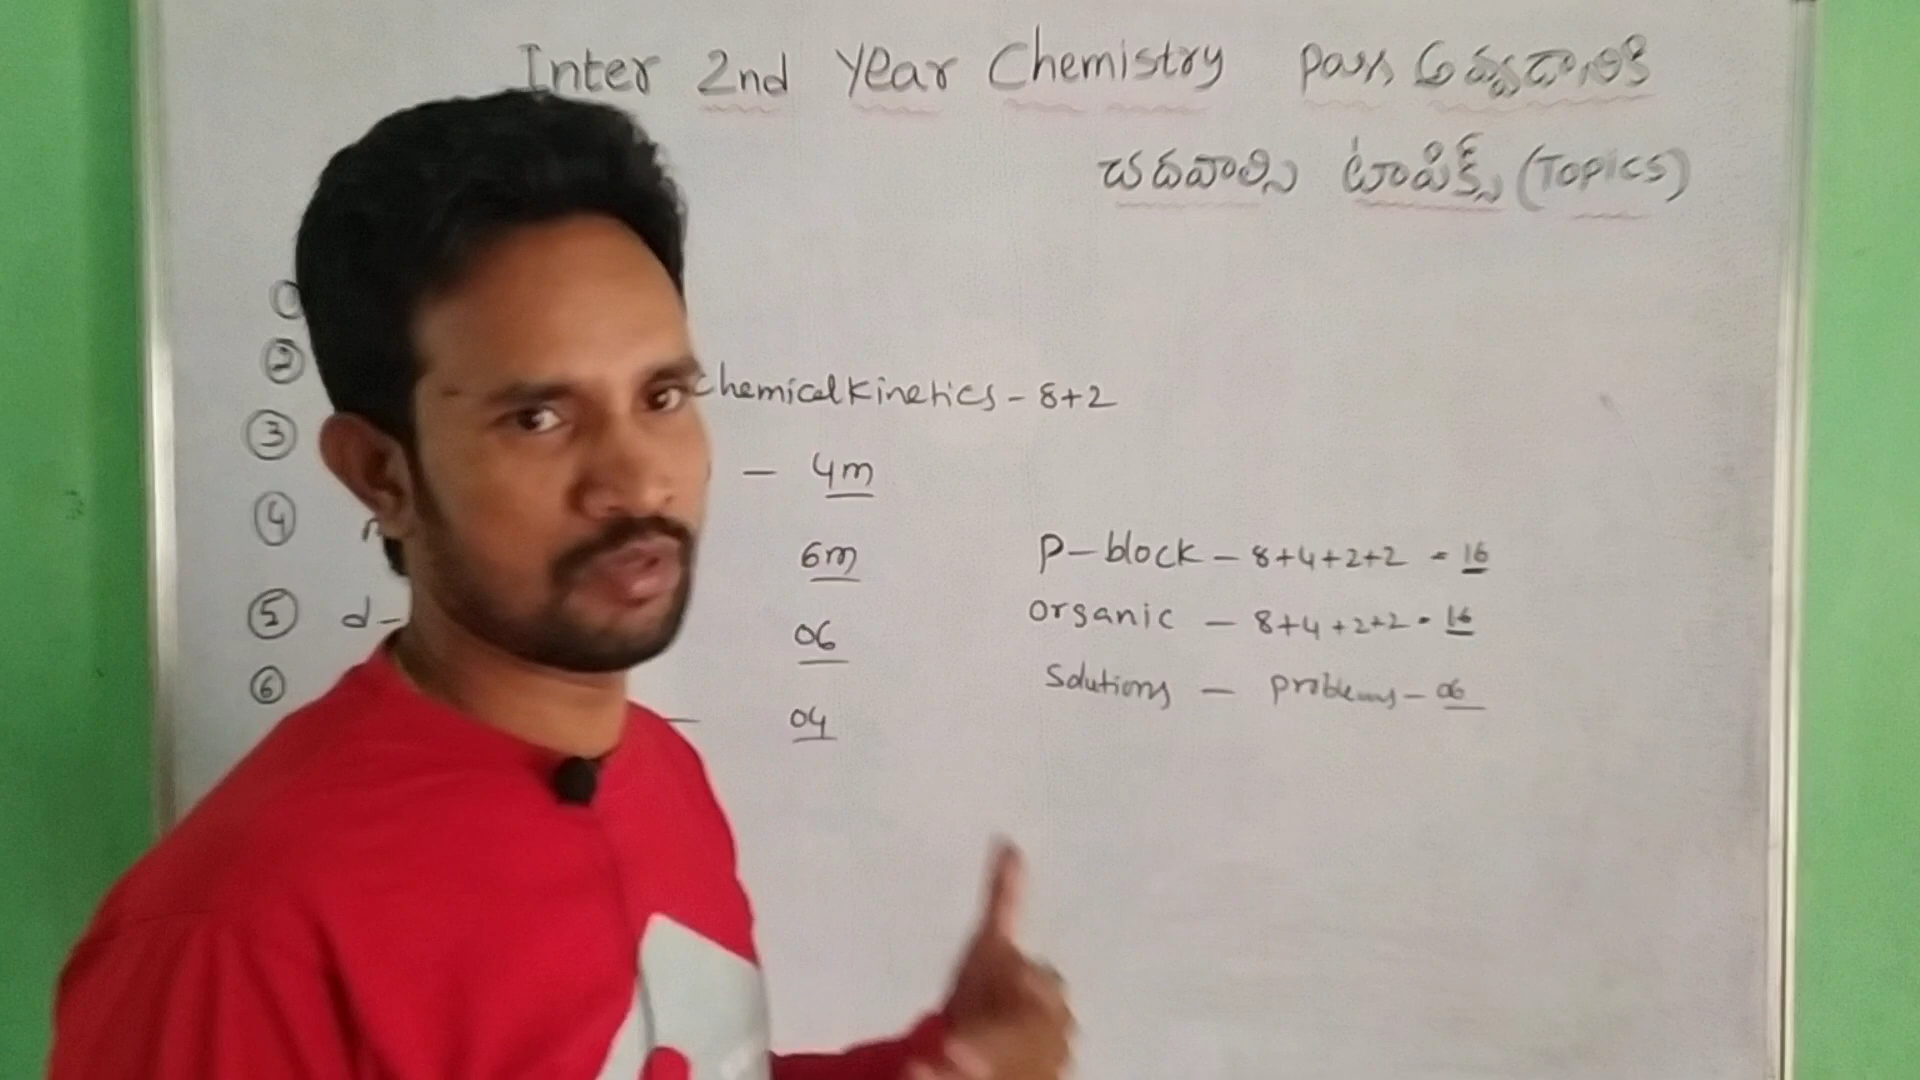 Inter 2nd Year Chemistry pass అవ్వడానికి
చదవాల్సిన టాపిక్స్ (Topics)
①
②
chemical kinetics - 8+2
③ - 4m
④ 6m
p-block - 8+4+2+2 = 16
⑤ d- 06
organic - 8+4+2+2 = 16
⑥ - 04
Solutions - problems - 06